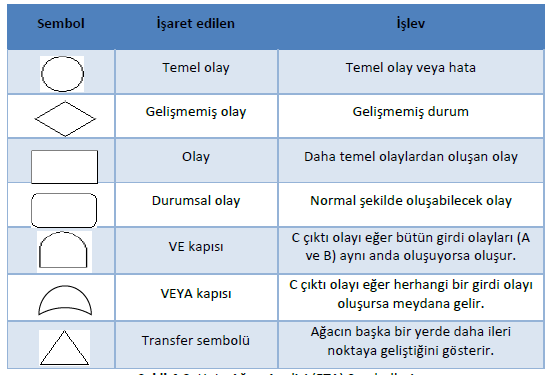 Sembol İşaret edilen İşlev
Temel olay Temel olay veya hata
Gelişmemiş olay Gelişmemiş durum
Olay Daha temel olaylardan oluşan olay
Durumsal olay Normal şekilde oluşabilecek olay
VE kapısı C çıktı olayı eğer bütün girdi olayları (A
ve B) aynı anda oluşuyorsa oluşur.
VEYA kapısı C çıktı olayı eğer herhangi bir girdi olayı
oluşursa meydana gelir.
Transfer sembolü Ağacın başka bir yerde daha ileri
noktaya geliştiğini gösterir.